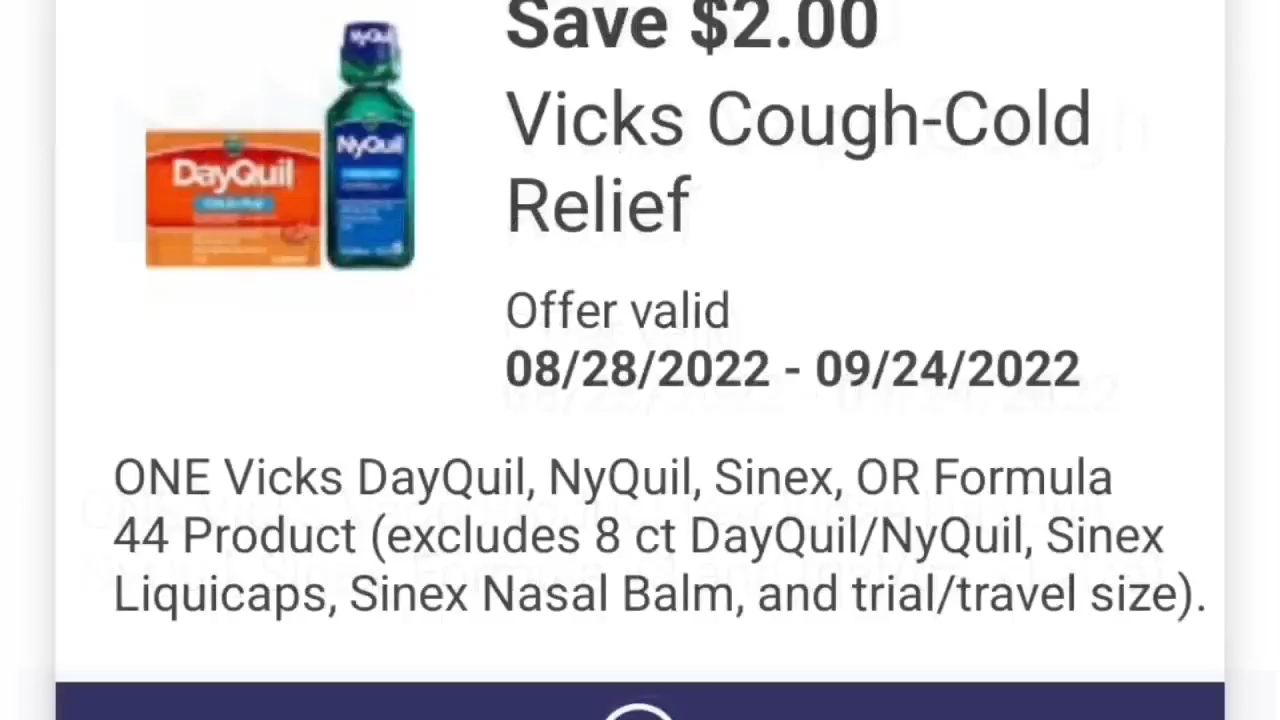 Save $2.00
Vicks Cough-Cold
Relief
NyQuil
DayQuil
NyQuil
Offer valid
08/28/2022 - 09/24/2022
ONE Vicks DayQuil, NyQuil, Sinex, OR Formula
44 Product (excludes 8 ct DayQuil/NyQuil, Sinex
Liquicaps, Sinex Nasal Balm, and trial/travel size).